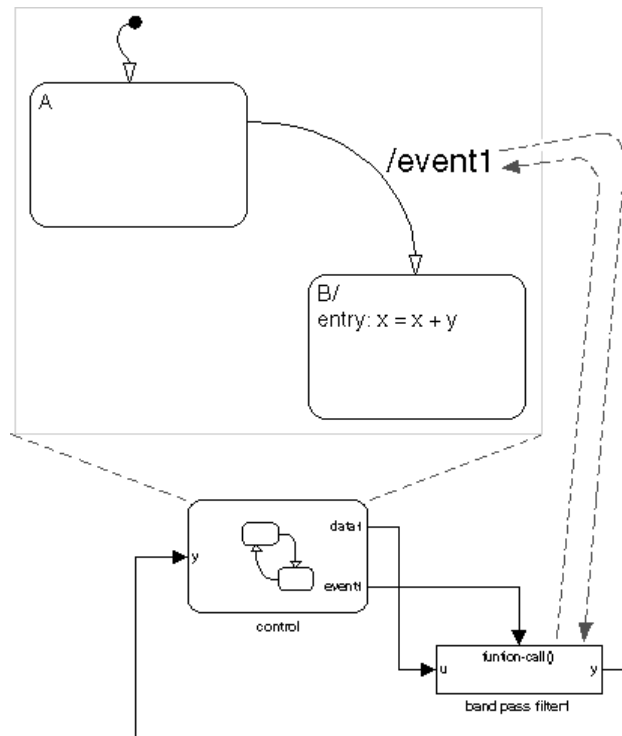 A
/event1
B/
entry: x = x + y
data1
y
event1
control
funtion-call()
u
y
band pass filter1